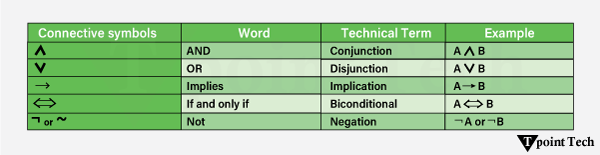 Connective symbols Word Technical Term Example
∧ AND Conjunction A ∧ B
∨ OR Disjunction A ∨ B
→ Implies Implication A → B
⇔ If and only if Biconditional A ⇔ B
¬ or ~ Not Negation ¬ A or ¬ B
Tpoint Tech